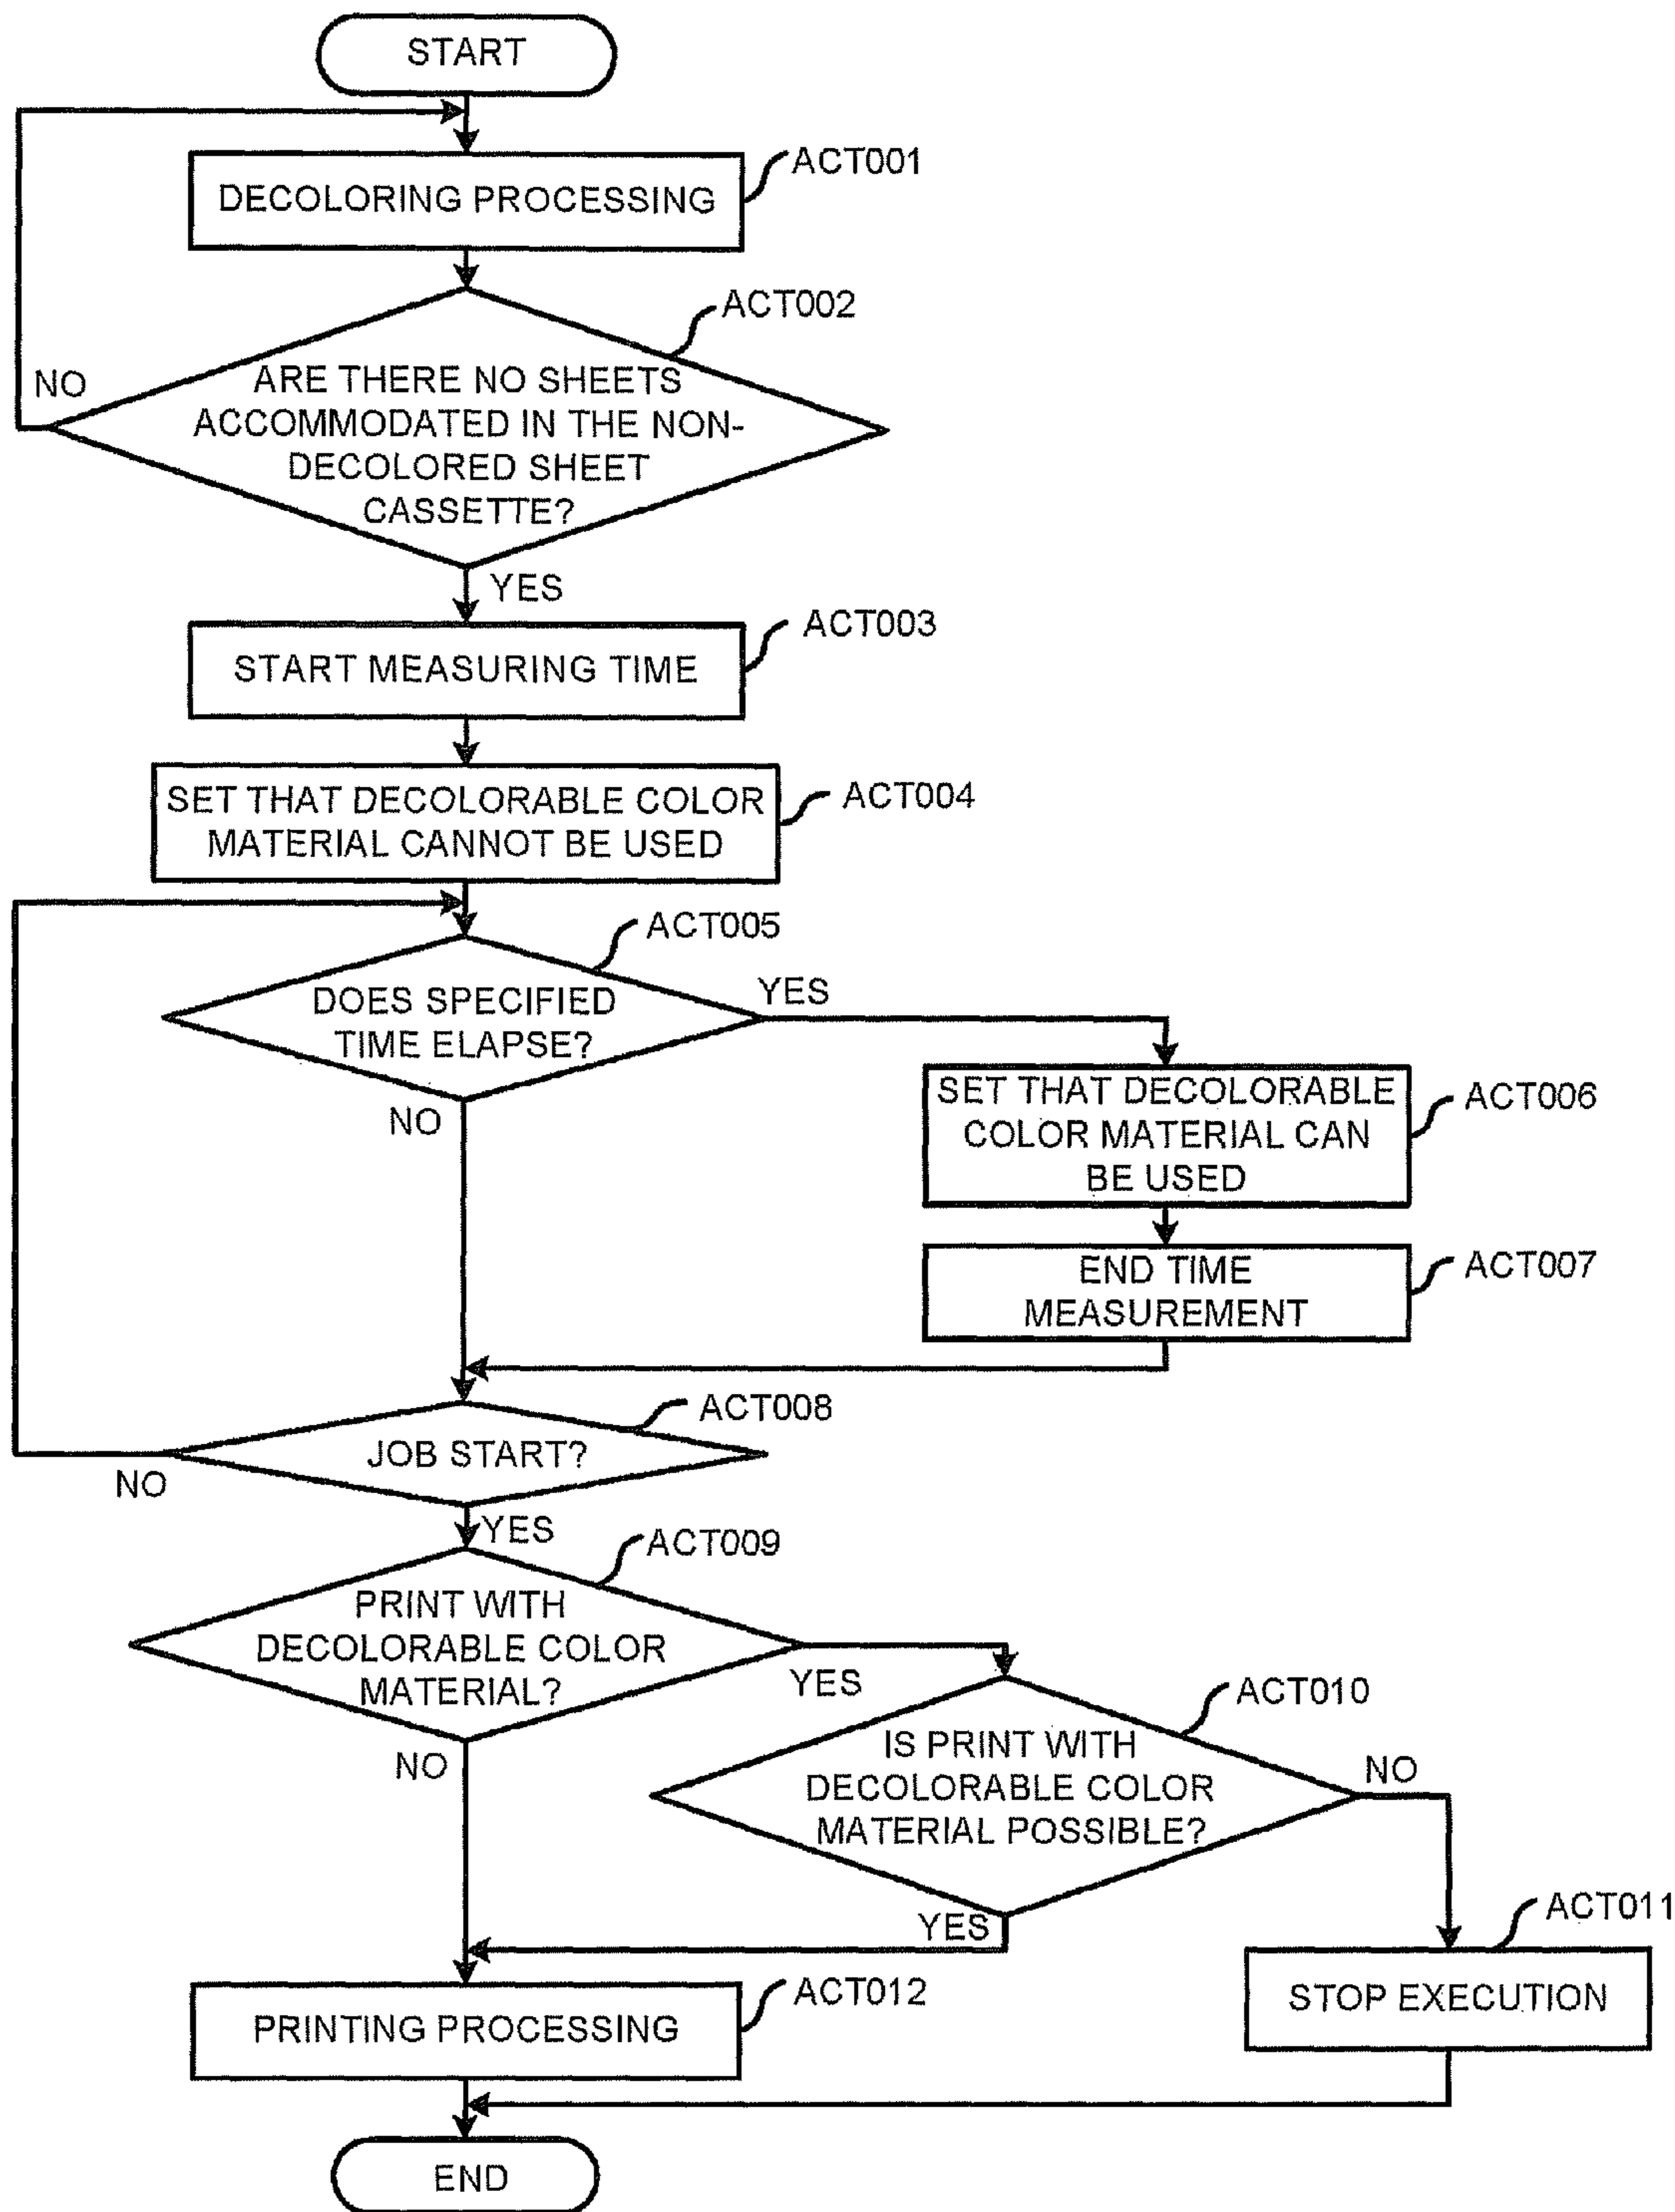 START
DECOLORING PROCESSING
ACT001
ACT002
ARE THERE NO SHEETS
ACCOMMODATED IN THE NON-
DECOLORED SHEET
CASSETTE?
NO
YES
START MEASURING TIME
ACT003
SET THAT DECOLORABLE COLOR
MATERIAL CANNOT BE USED
ACT004
ACT005
DOES SPECIFIED
TIME ELAPSE?
YES
NO
SET THAT DECOLORABLE
COLOR MATERIAL CAN
BE USED
ACT006
END TIME
MEASUREMENT
ACT007
ACT008
JOB START?
NO
YES
ACT009
PRINT WITH
DECOLORABLE COLOR
MATERIAL?
YES
NO
ACT010
IS PRINT WITH
DECOLORABLE COLOR
MATERIAL POSSIBLE?
NO
YES
ACT011
STOP EXECUTION
ACT012
PRINTING PROCESSING
END